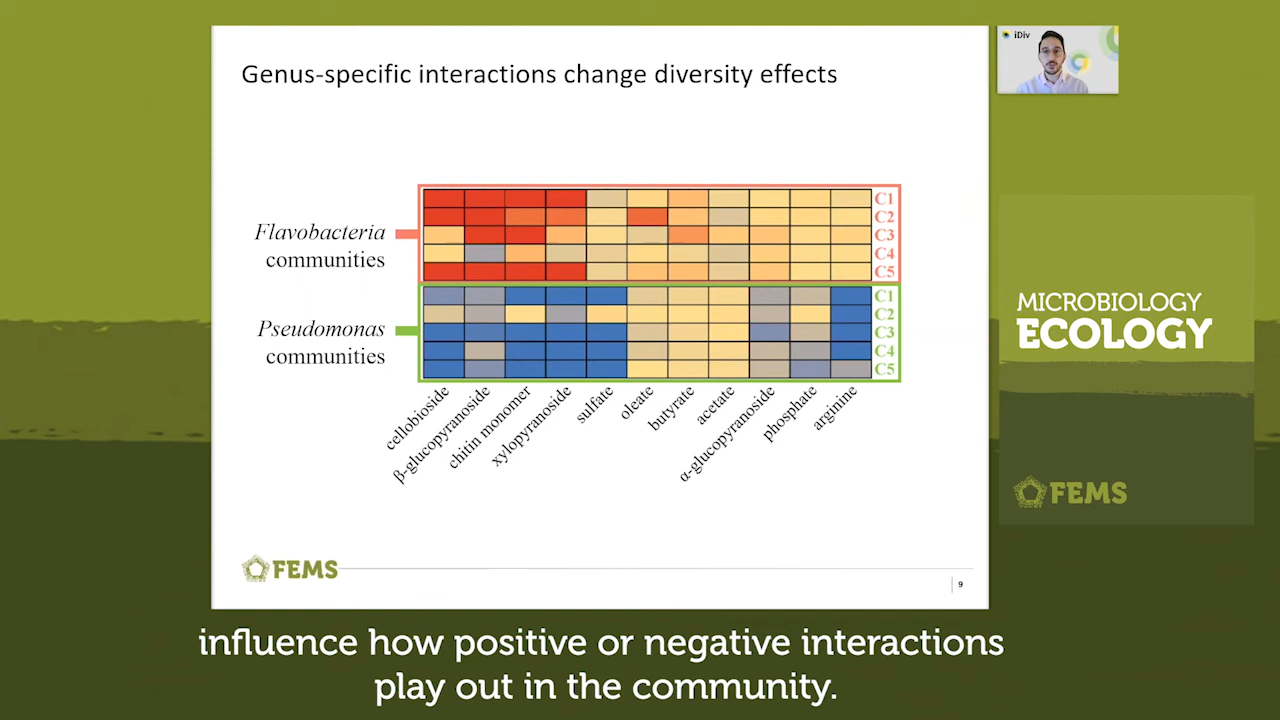 Genus-specific interactions change diversity effects
iDiv
Flavobacteria
communities
C1
C2
C3
C4
C5
Pseudomonas
communities
C1
C2
C3
C4
C5
cellobioside
β-glucopyranoside
chitin monomer
xylopyranoside
sulfate
oleate
butyrate
acetate
α-glucopyranoside
phosphate
arginine
MICROBIOLOGY
ECOLOGY
FEMS
FEMS
9
influence how positive or negative interactions
play out in the community.